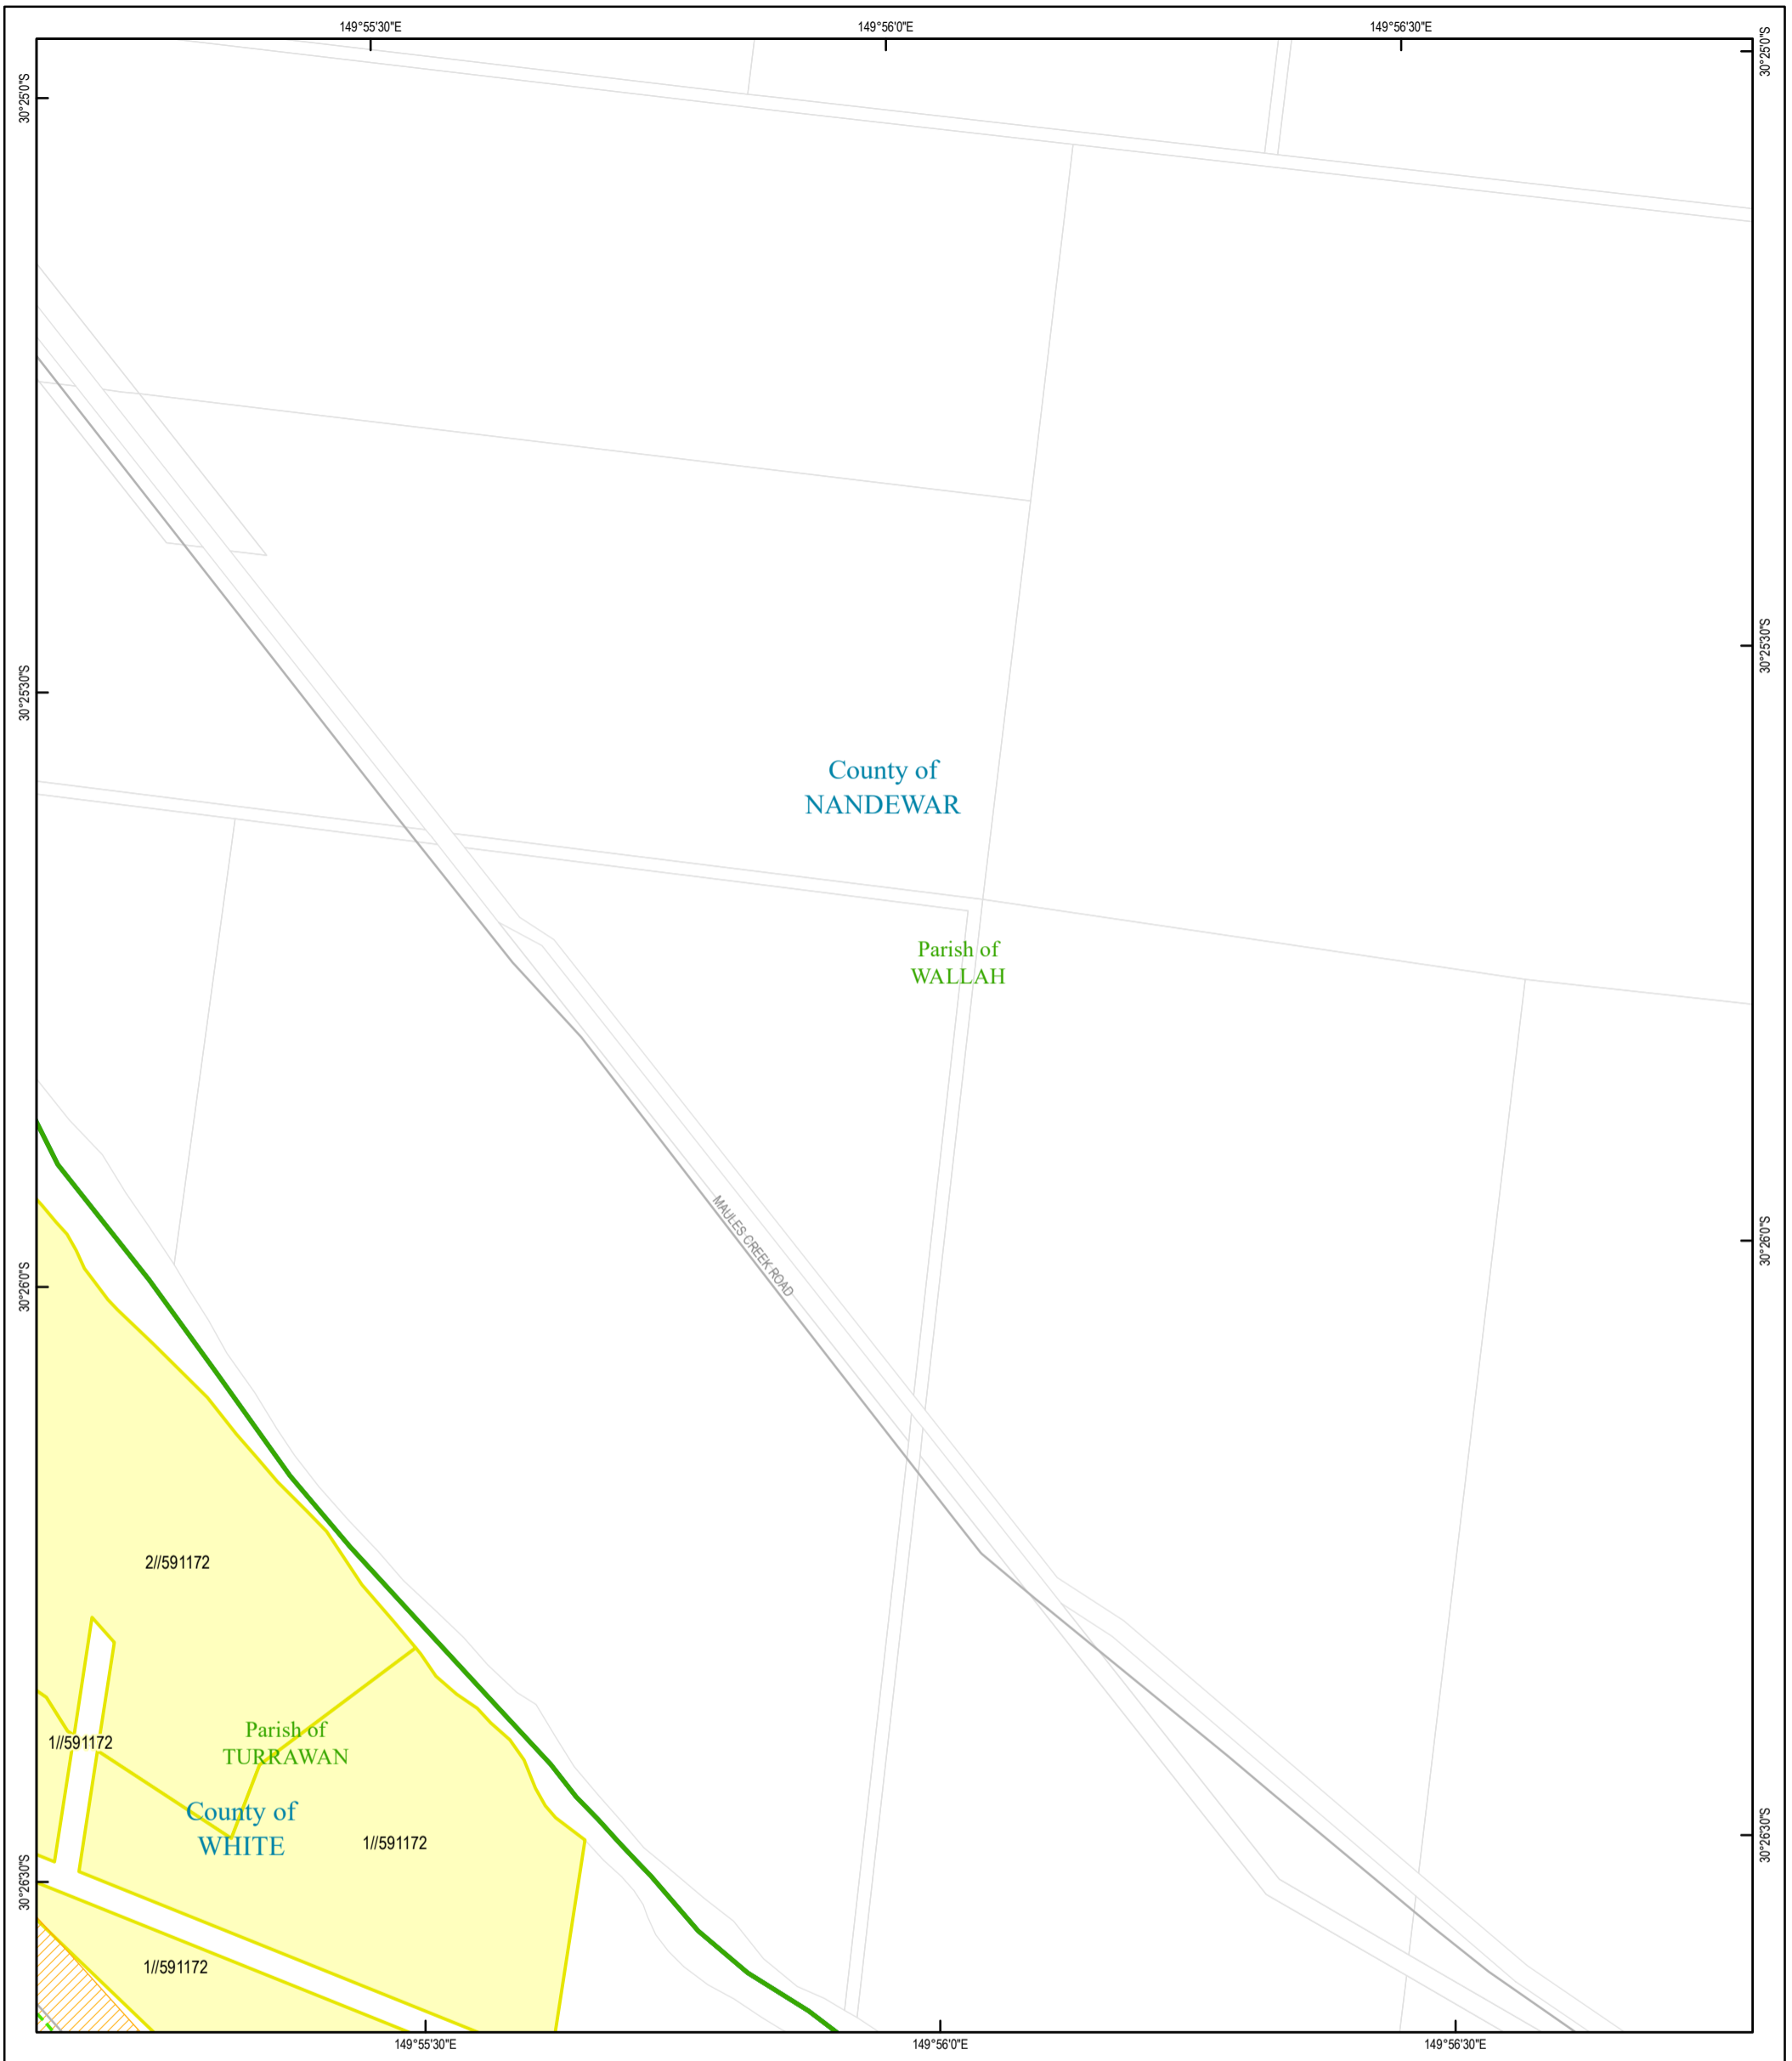 149°55'30"E
149°56'0"E
149°56'30"E
30°25'0"S
30°25'0"S
30°25'30"S
30°25'30"S
County of
NANDEWAR
Parish of
WALLAH
MAULES CREEK ROAD
30°26'0"S
30°26'0"S
2//591172
1//591172
Parish of
TURRAWAN
County of
WHITE
1//591172
30°26'30"S
30°26'30"S
1//591172
149°55'30"E
149°56'0"E
149°56'30"E